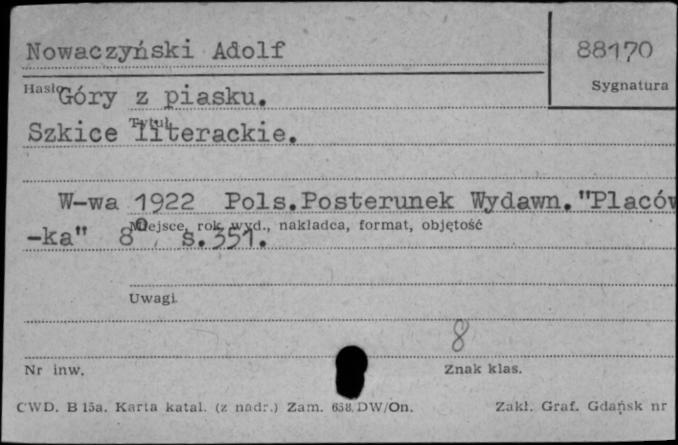 Nowaczyński Adolf
88170
Hasło
Sygnatura
Góry z piasku.
Tytuł
Szkice literackie.
W-wa 1922 Pols.Posterunek Wydawn."Placów
Miejsce, rok wyd., nakładca, format, objętość
-ka" 8° s.351.
Uwagi
8
Nr inw.
Znak klas.
CWD. B 15a. Karta katal. (z nadr.) Zam. 658/DW/On.
Zakł. Graf. Gdańsk nr